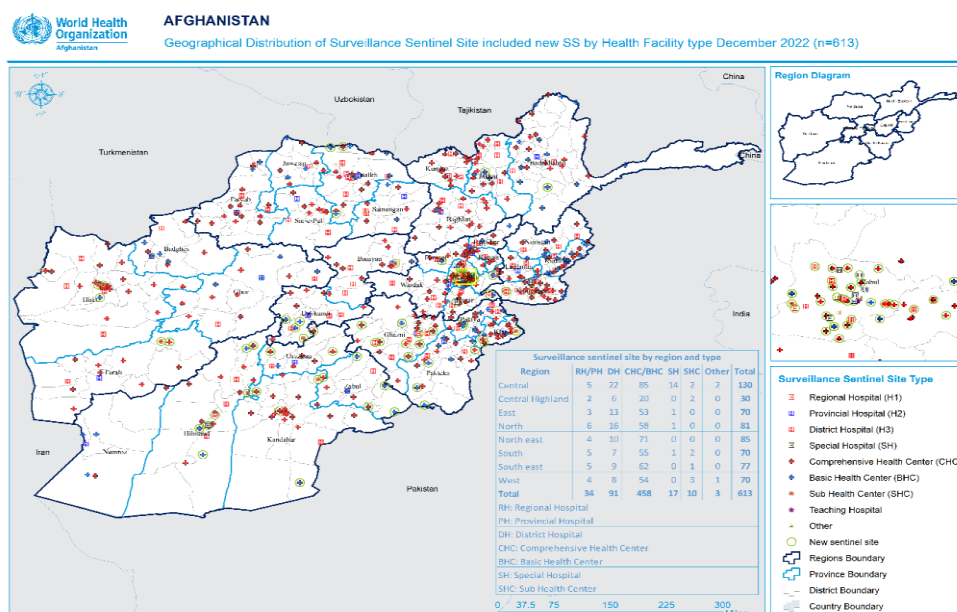 World Health
Organization
Afghanistan
AFGHANISTAN
Geographical Distribution of Surveillance Sentinel Site included new SS by Health Facility type December 2022 (n=613)
China
Uzbekistan
Tajikistan
Turkmenistan
China
India
Iran
Pakistan
Badghis
Ghor
Bamyan
Wardak
Samangan
Baghlan
Ghazni
Paktika
Zabul
Farah
Hilmand
Kandahar
Nimroz
Surveillance sentinel site by region and type
Region RH/PH DH CHC/BHC SH SHC Other Total
Central 5 22 85 14 2 2 130
Central Highland 2 6 20 0 2 0 30
East 3 13 53 1 0 0 70
North 6 16 58 1 0 0 81
North east 4 10 71 0 0 0 85
South 5 7 55 1 2 0 70
South east 5 9 62 0 1 0 77
West 4 8 54 0 3 1 70
Total 34 91 458 17 10 3 613
RH: Regional Hospital
PH: Provincial Hospital
DH: District Hospital
CHC: Comprehensive Health Center
BHC: Basic Health Center
SH: Special Hospital
SHC: Sub Health Center
0 37.5 75 150 225 300
Region Diagram
Kabul
Surveillance Sentinel Site Type
Regional Hospital (H1)
Provincial Hospital (H2)
District Hospital (H3)
Special Hospital (SH)
Comprehensive Health Center (CHC
Basic Health Center (BHC)
Sub Health Center (SHC)
Teaching Hospital
Other
New sentinel site
Regions Boundary
Province Boundary
District Boundary
Country Boundary